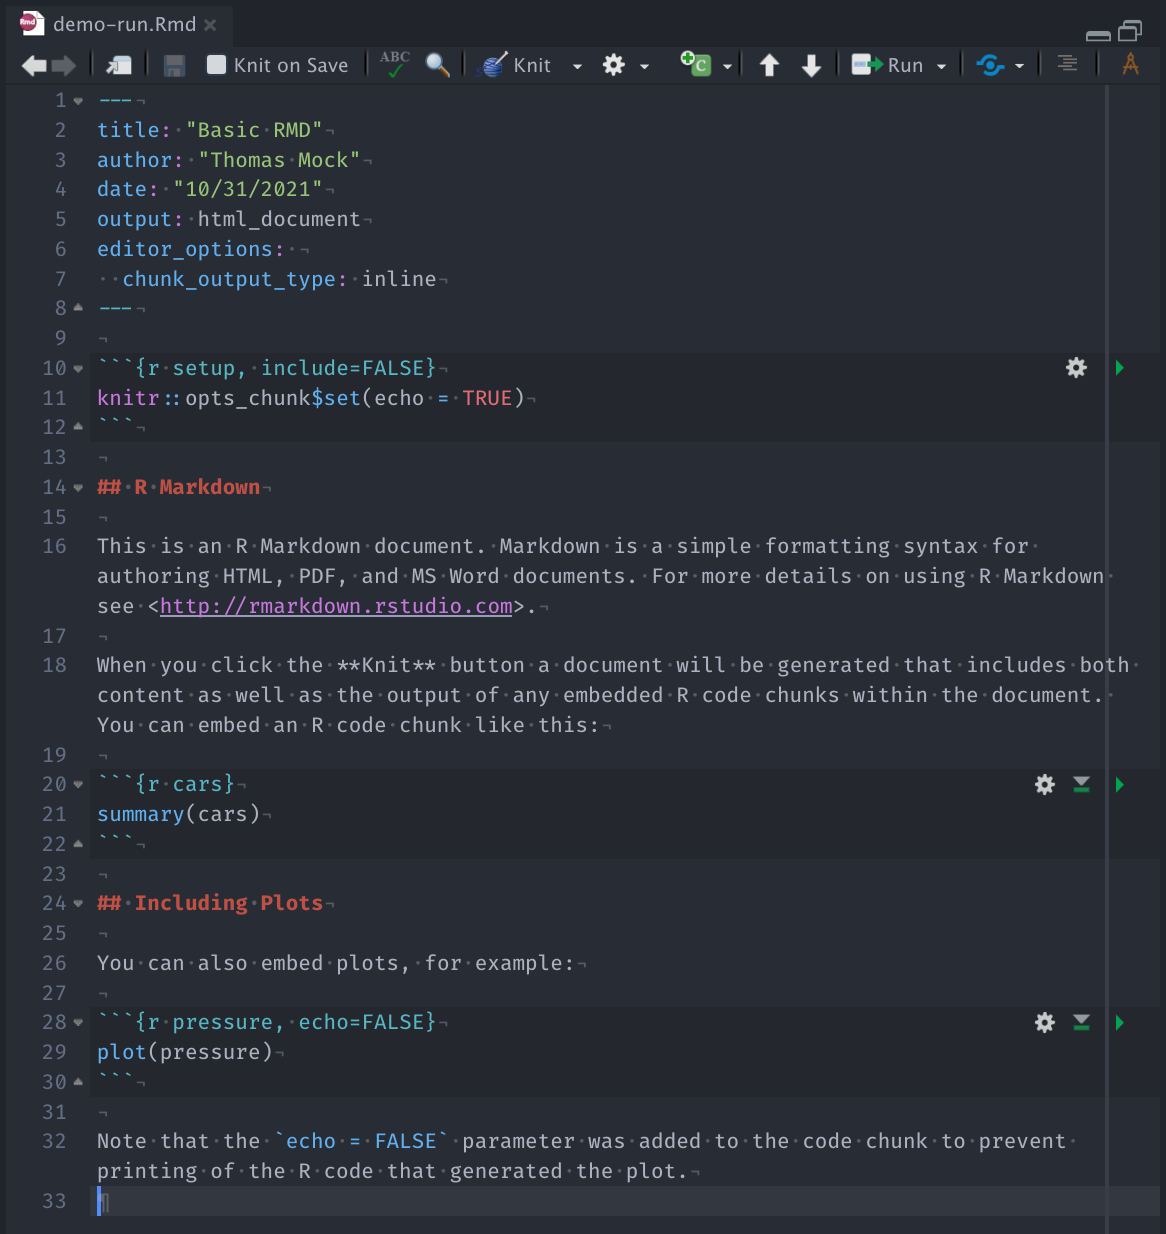 demo-run.Rmd
Knit on Save ABC Knit C Run
1 ---
2 title: "Basic RMD"
3 author: "Thomas Mock"
4 date: "10/31/2021"
5 output: html_document
6 editor_options:
7   chunk_output_type: inline
8 ---
9
10 ```{r setup, include=FALSE}
11 knitr::opts_chunk$set(echo = TRUE)
12 ```
13
14 ## R Markdown
15
16 This is an R Markdown document. Markdown is a simple formatting syntax for
authoring HTML, PDF, and MS Word documents. For more details on using R Markdown
see <http://rmarkdown.rstudio.com>.
17
18 When you click the **Knit** button a document will be generated that includes both
content as well as the output of any embedded R code chunks within the document.
You can embed an R code chunk like this:
19
20 ```{r cars}
21 summary(cars)
22 ```
23
24 ## Including Plots
25
26 You can also embed plots, for example:
27
28 ```{r pressure, echo=FALSE}
29 plot(pressure)
30 ```
31
32 Note that the `echo = FALSE` parameter was added to the code chunk to prevent
printing of the R code that generated the plot.
33